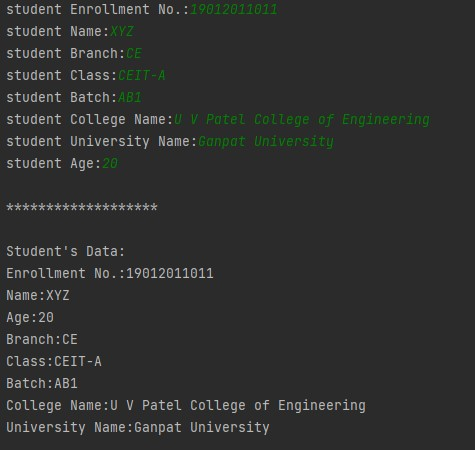 student Enrollment No.:19012011011
student Name:XYZ
student Branch:CE
student Class:CEIT-A
student Batch:AB1
student College Name:U V Patel College of Engineering
student University Name:Ganpat University
student Age:20
*******************
Student's Data:
Enrollment No.:19012011011
Name:XYZ
Age:20
Branch:CE
Class:CEIT-A
Batch:AB1
College Name:U V Patel College of Engineering
University Name:Ganpat University